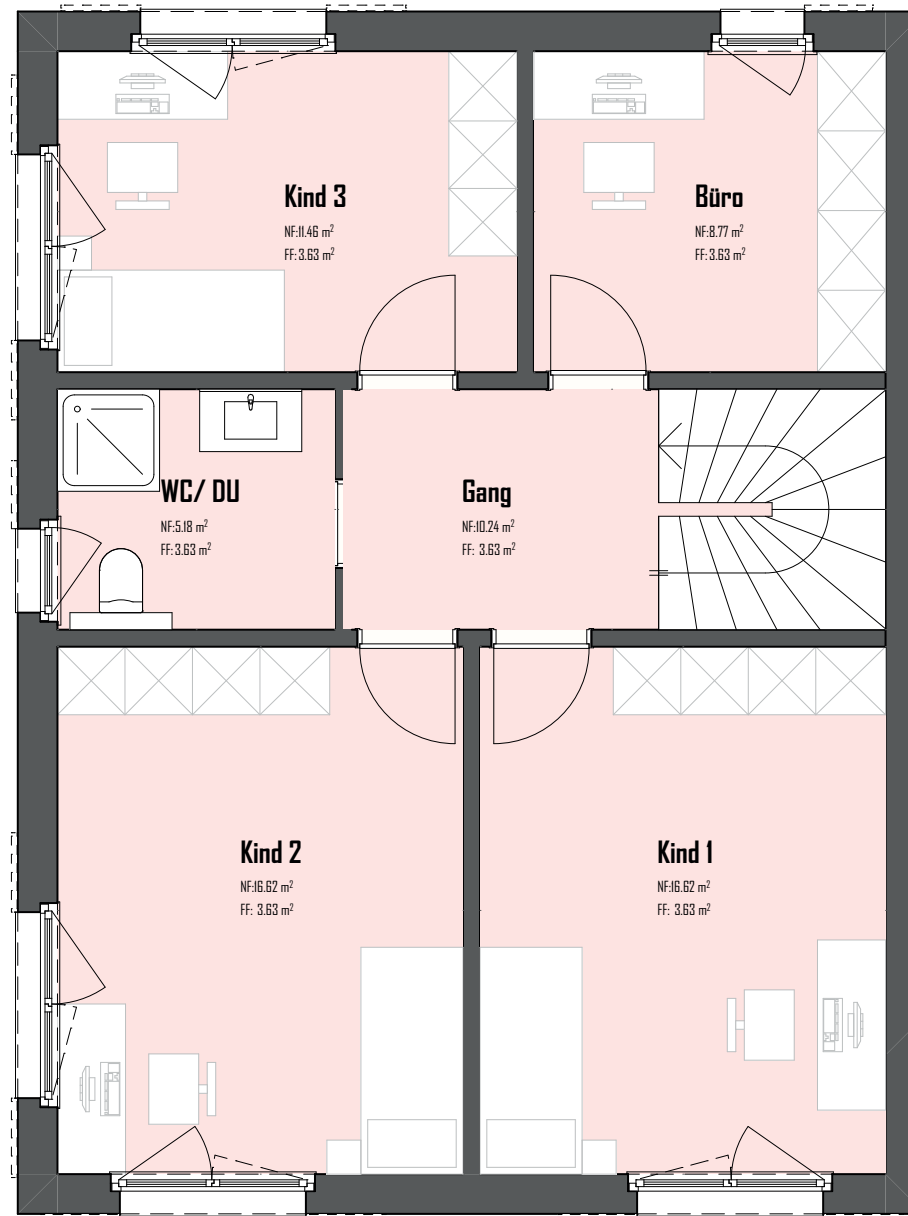 Kind 3
NF:11.46 m²
FF: 3.63 m²
Büro
NF:8.77 m²
FF: 3.63 m²
WC/ DU
NF:5.18 m²
FF: 3.63 m²
Gang
NF:10.24 m²
FF: 3.63 m²
Kind 2
NF:16.62 m²
FF: 3.63 m²
Kind 1
NF:16.62 m²
FF: 3.63 m²